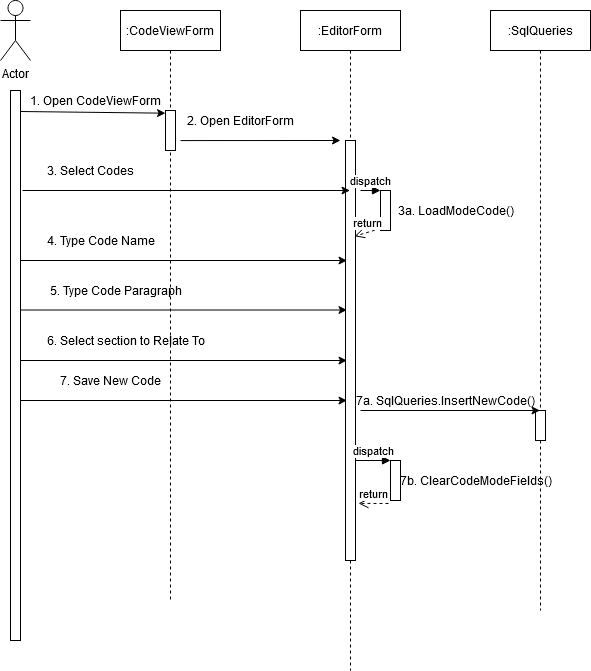 :CodeViewForm
:EditorForm
:SqlQueries
Actor
1. Open CodeViewForm
2. Open EditorForm
3. Select Codes
dispatch
3a. LoadModeCode()
return
4. Type Code Name
5. Type Code Paragraph
6. Select section to Relate To
7. Save New Code
7a. SqlQueries.InsertNewCode()
dispatch
7b. ClearCodeModeFields()
return